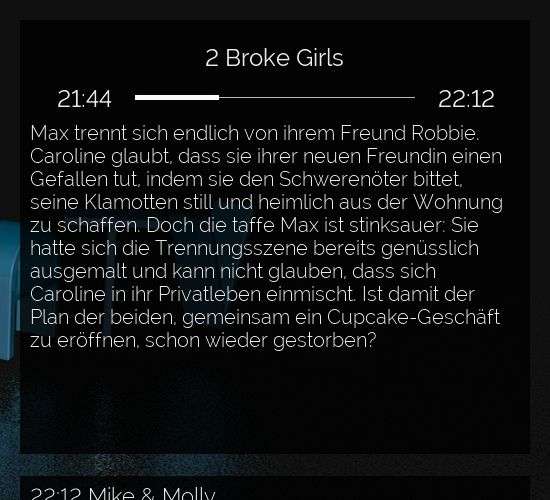 2 Broke Girls
21:44 22:12
Max trennt sich endlich von ihrem Freund Robbie.
Caroline glaubt, dass sie ihrer neuen Freundin einen
Gefallen tut, indem sie den Schwerenöter bittet,
seine Klamotten still und heimlich aus der Wohnung
zu schaffen. Doch die taffe Max ist stinksauer: Sie
hatte sich die Trennungsszene bereits genüsslich
ausgemalt und kann nicht glauben, dass sich
Caroline in ihr Privatleben einmischt. Ist damit der
Plan der beiden, gemeinsam ein Cupcake-Geschäft
zu eröffnen, schon wieder gestorben?
22:12 Mike & Molly